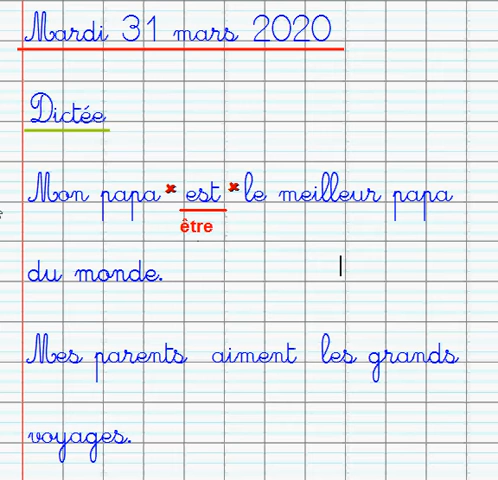 Mardi 31 mars 2020
Dictée
Mon papa est le meilleur papa
être
du monde.
Mes parents aiment les grands
voyages.